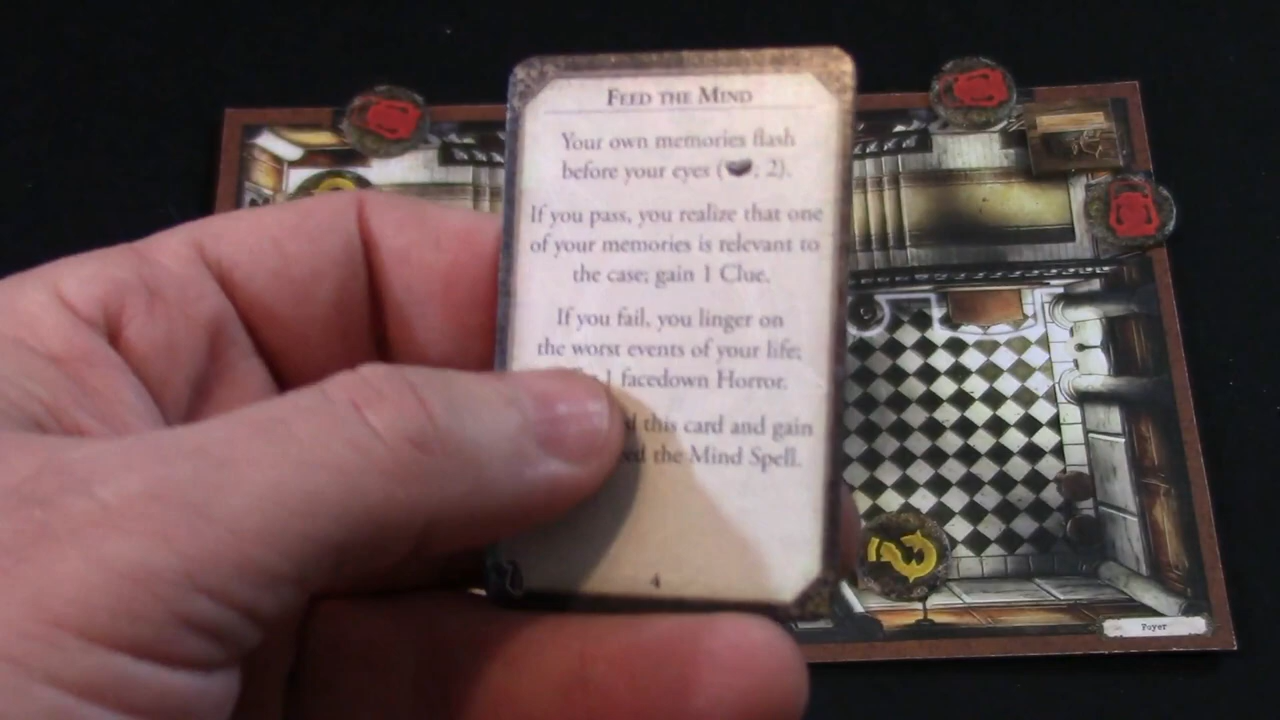 FEED THE MIND
Your own memories flash
before your eyes ( ; 2).
If you pass, you realize that one
of your memories is relevant to
the case; gain 1 Clue.
If you fail, you linger on
the worst events of your life;
1 facedown Horror.
this card and gain
the Mind Spell.
4
Foyer